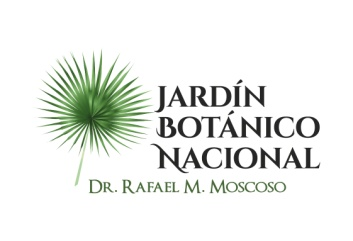 Jardín
Botánico
Nacional
Dr. Rafael M. Moscoso